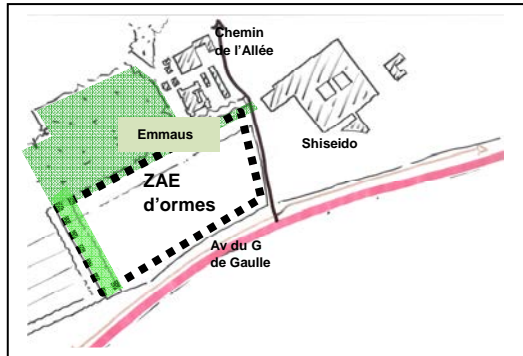 Chemin
de l'Allée
Emmaus
Shiseido
ZAE
d'ormes
Av du G
de Gaulle